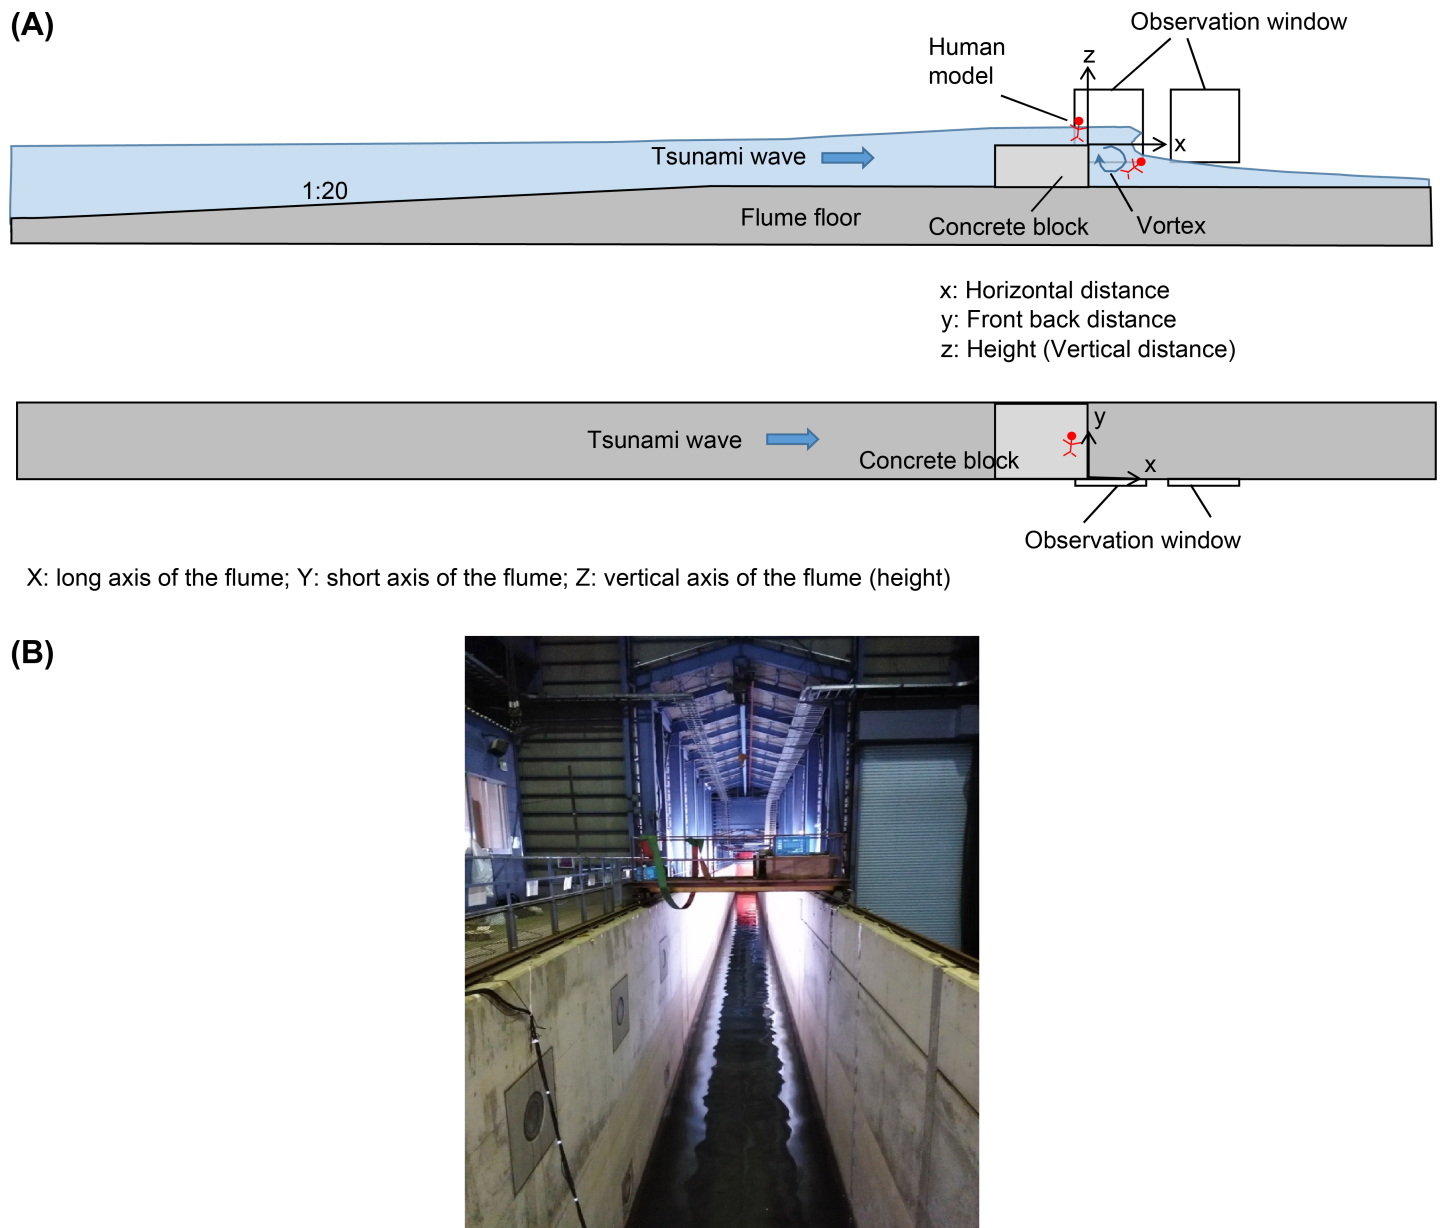 (A)
Observation window
Human
model
z
x
Tsunami wave
1:20
Flume floor
Concrete block
Vortex
x: Horizontal distance
y: Front back distance
z: Height (Vertical distance)
y
Tsunami wave
Concrete block
x
Observation window
X: long axis of the flume; Y: short axis of the flume; Z: vertical axis of the flume (height)
(B)